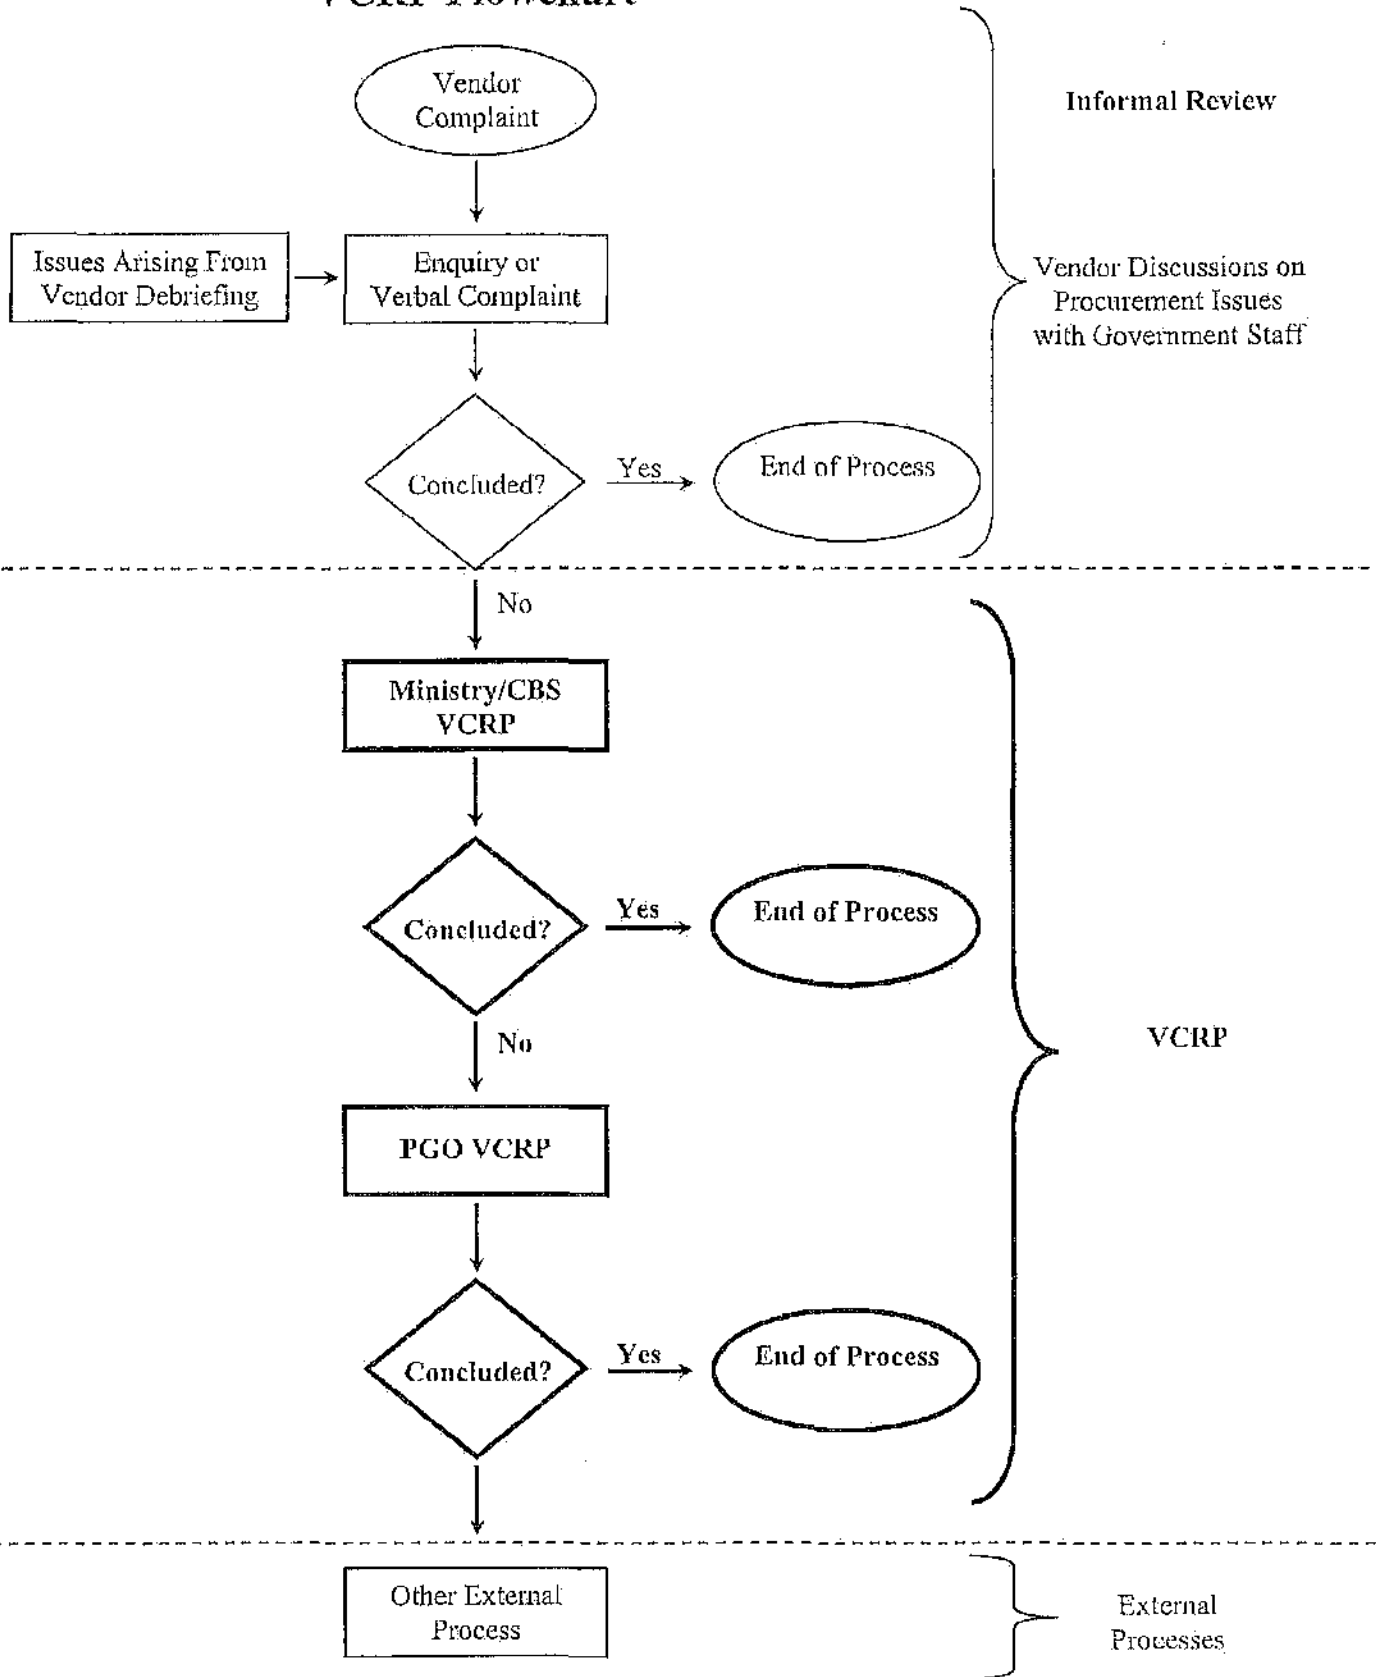 VCRP Flowchart
Vendor
Complaint
Informal Review
Issues Arising From
Vendor Debriefing
Enquiry or
Verbal Complaint
Vendor Discussions on
Procurement Issues
with Government Staff
Concluded?
Yes
End of Process
No
Ministry/CBS
VCRP
Concluded?
Yes
End of Process
No
VCRP
PGO VCRP
Concluded?
Yes
End of Process
Other External
Process
External
Processes